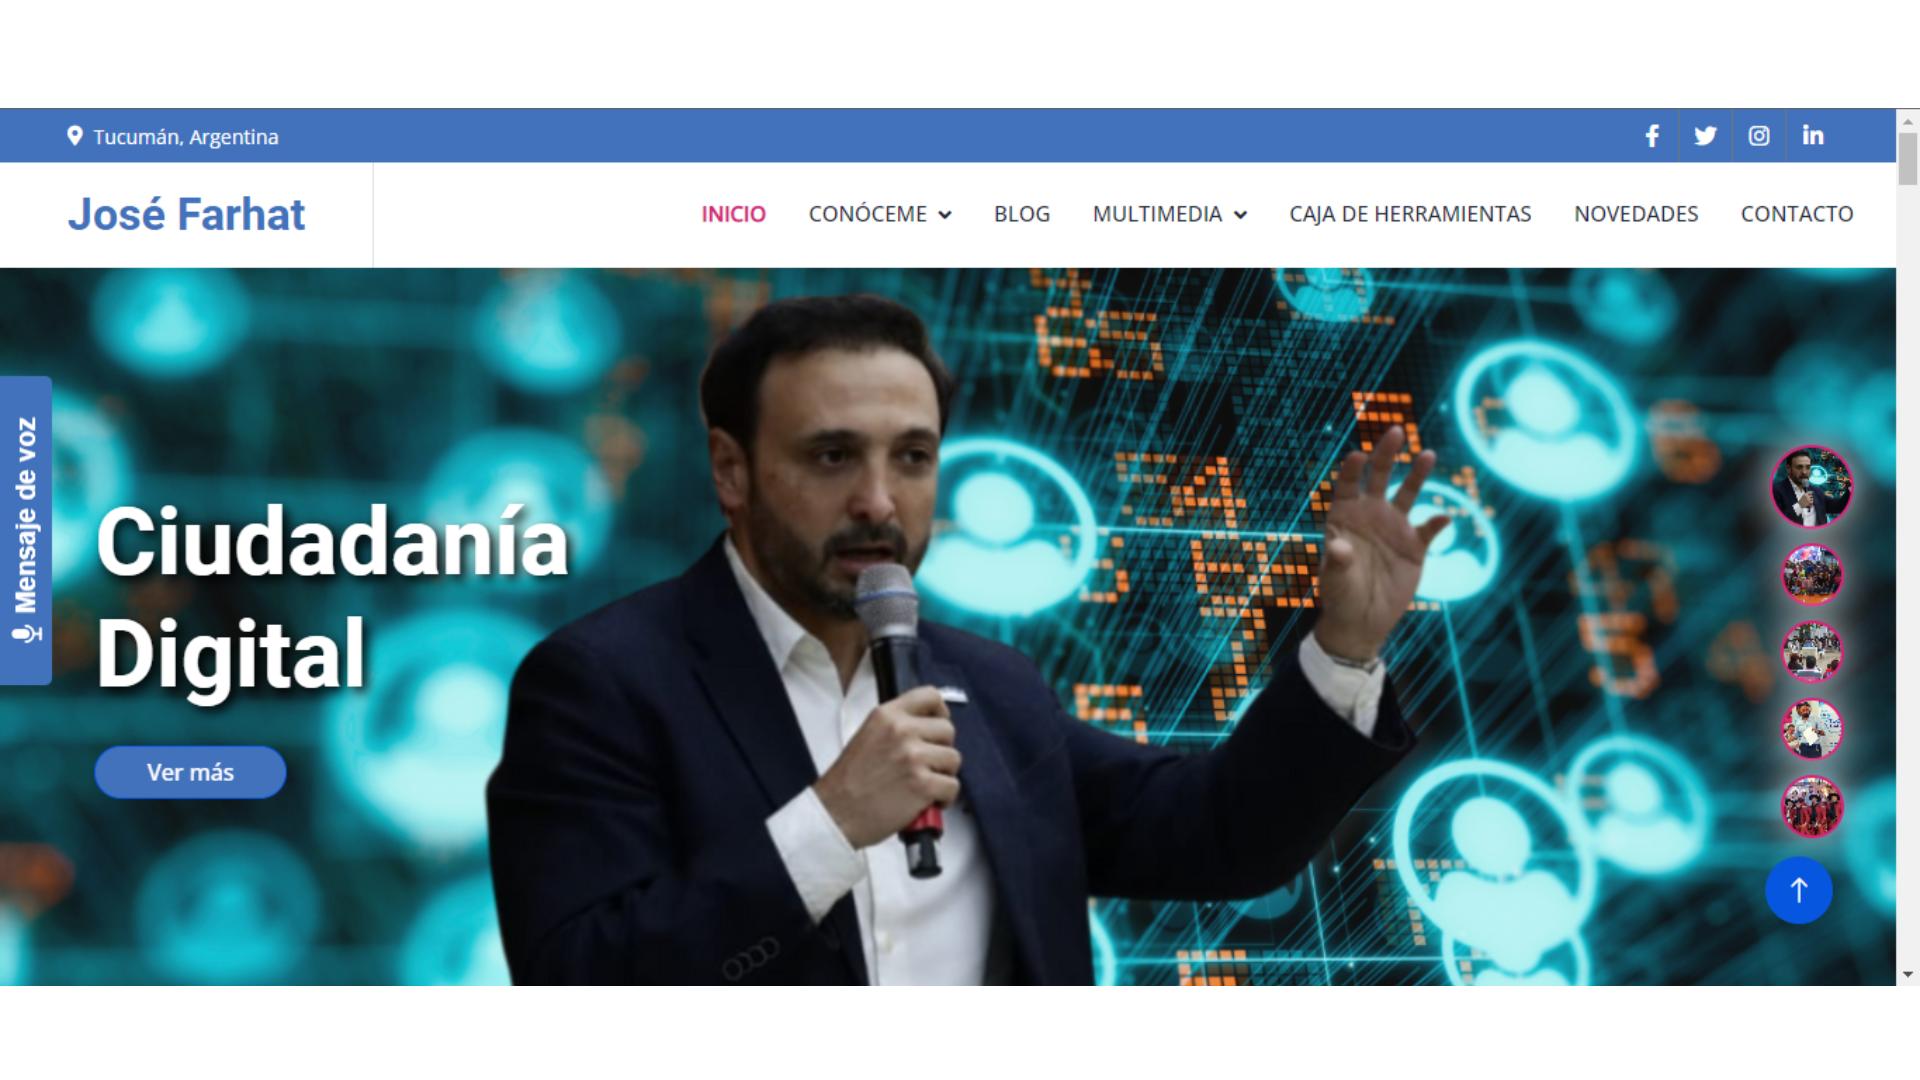 Tucumán, Argentina
José Farhat
INICIO CONÓCEME BLOG MULTIMEDIA CAJA DE HERRAMIENTAS NOVEDADES CONTACTO
Mensaje de voz
Ciudadanía
Digital
Ver más